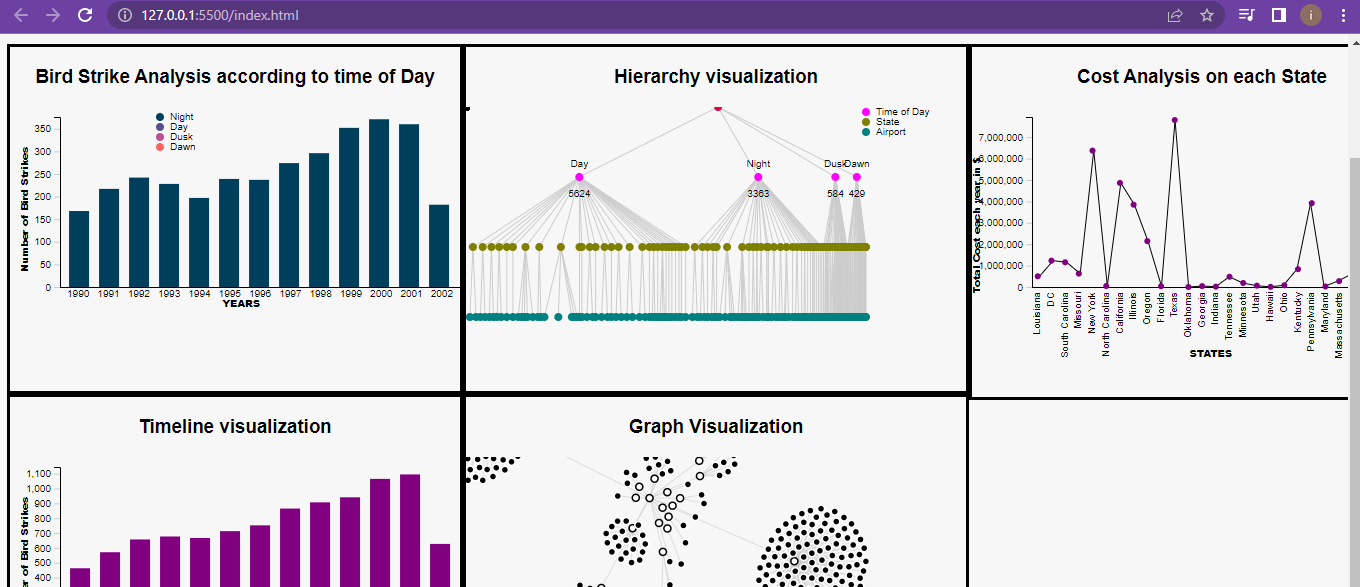 127.0.0.1:5500/index.html
i
Bird Strike Analysis according to time of Day
Night
Day
Dusk
Dawn
Number of Bird Strikes
350
300
250
200
150
100
50
0
1990 1991 1992 1993 1994 1995 1996 1997 1998 1999 2000 2001 2002
YEARS
Hierarchy visualization
Time of Day
State
Airport
Day Night Dusk Dawn
5624 3363 584 429
Cost Analysis on each State
Total Cost each year in $
7,000,000
6,000,000
5,000,000
4,000,000
3,000,000
2,000,000
1,000,000
0
Louisiana
DC
South Carolina
Missouri
New York
North Carolina
California
Illinois
Oregon
Florida
Texas
Oklahoma
Georgia
Indiana
Tennessee
Minnesota
Utah
Hawaii
Ohio
Kentucky
Pennsylvania
Maryland
Massachusetts
STATES
Timeline visualization
1,100
1,000
900
800
700
600
500
400
er of Bird Strikes
Graph Visualization